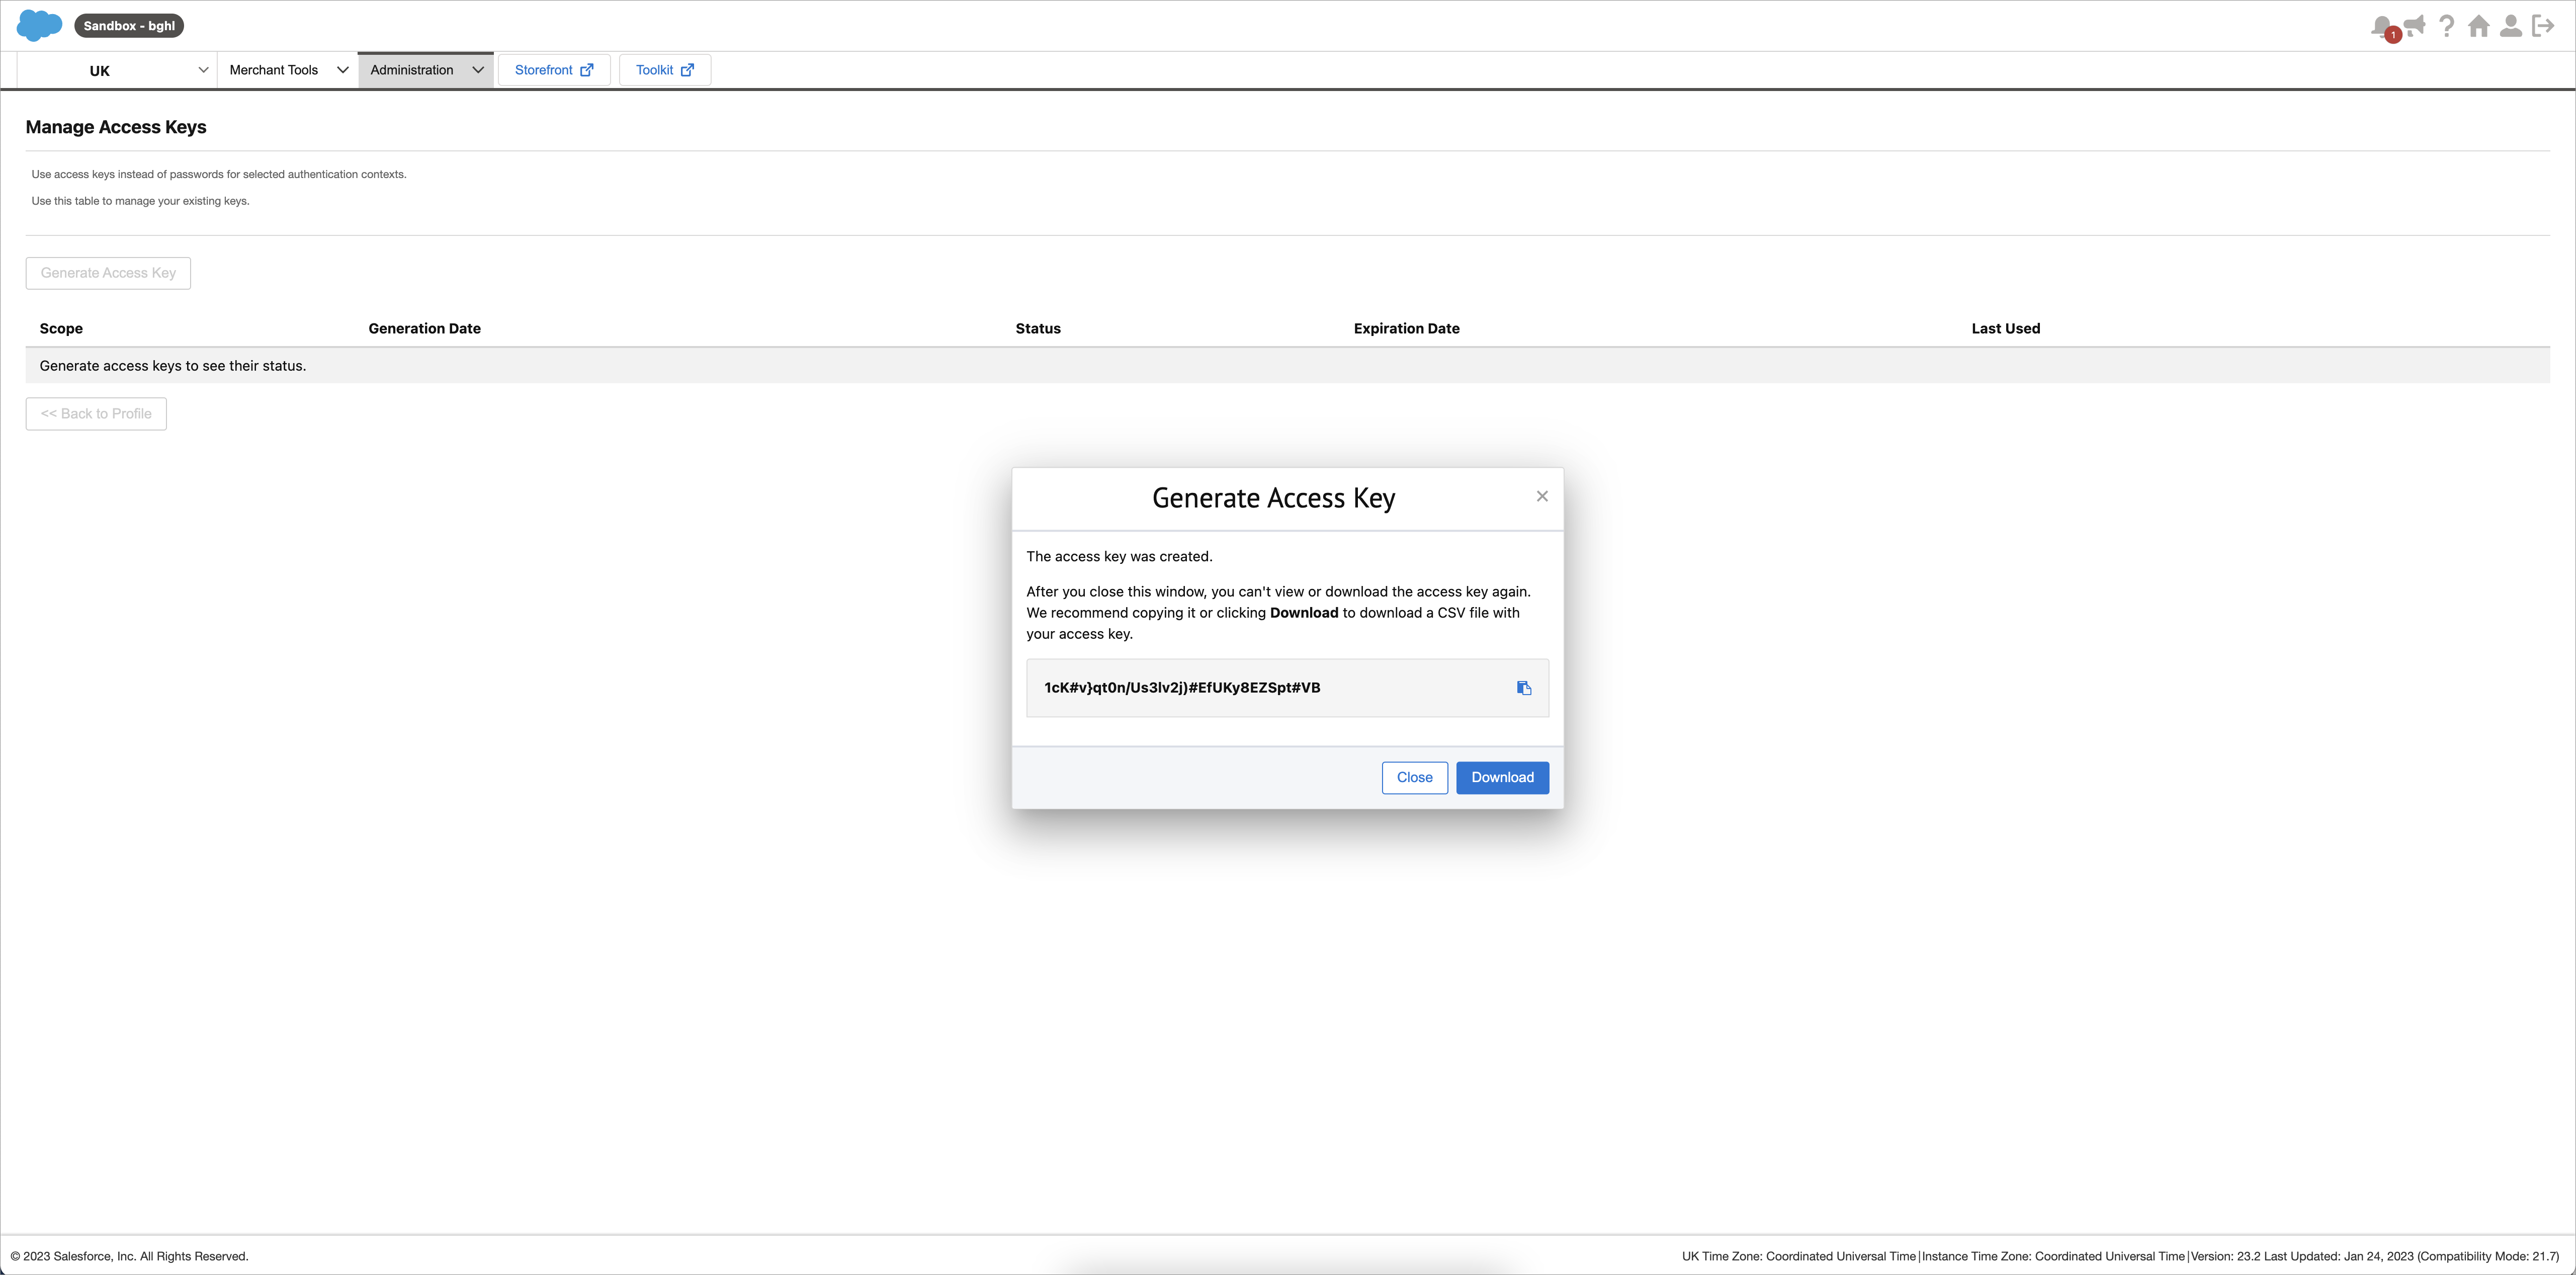 Sandbox - bghl
1
UK
Merchant Tools
Administration
Storefront
Toolkit
Manage Access Keys
Use access keys instead of passwords for selected authentication contexts.
Use this table to manage your existing keys.
Generate Access Key
Scope Generation Date Status Expiration Date Last Used
Generate access keys to see their status.
<< Back to Profile
Generate Access Key
The access key was created.
After you close this window, you can't view or download the access key again.
We recommend copying it or clicking Download to download a CSV file with
your access key.
1cK#v}qt0n/Us3lv2j)#EfUKy8EZSpt#VB
Close
Download
© 2023 Salesforce, Inc. All Rights Reserved.
UK Time Zone: Coordinated Universal Time|Instance Time Zone: Coordinated Universal Time|Version: 23.2 Last Updated: Jan 24, 2023 (Compatibility Mode: 21.7)